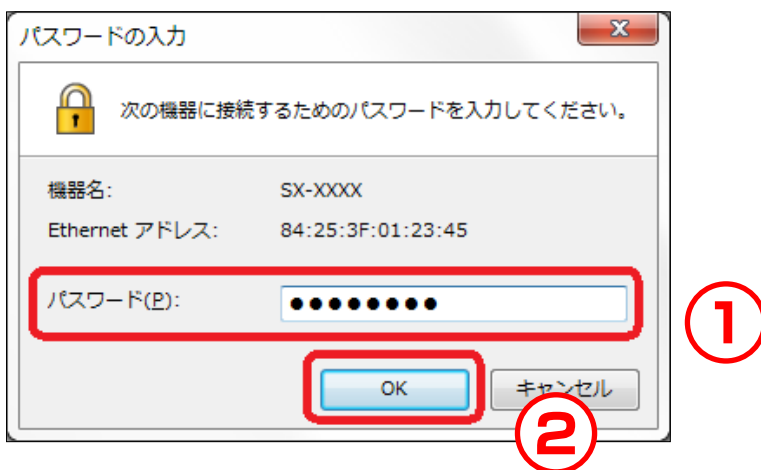 パスワードの入力
次の機器に接続するためのパスワードを入力してください。
機器名: SX-XXXX
Ethernet アドレス: 84:25:3F:01:23:45
パスワード(P): ●●●●●●●●
①
OK キャンセル
②